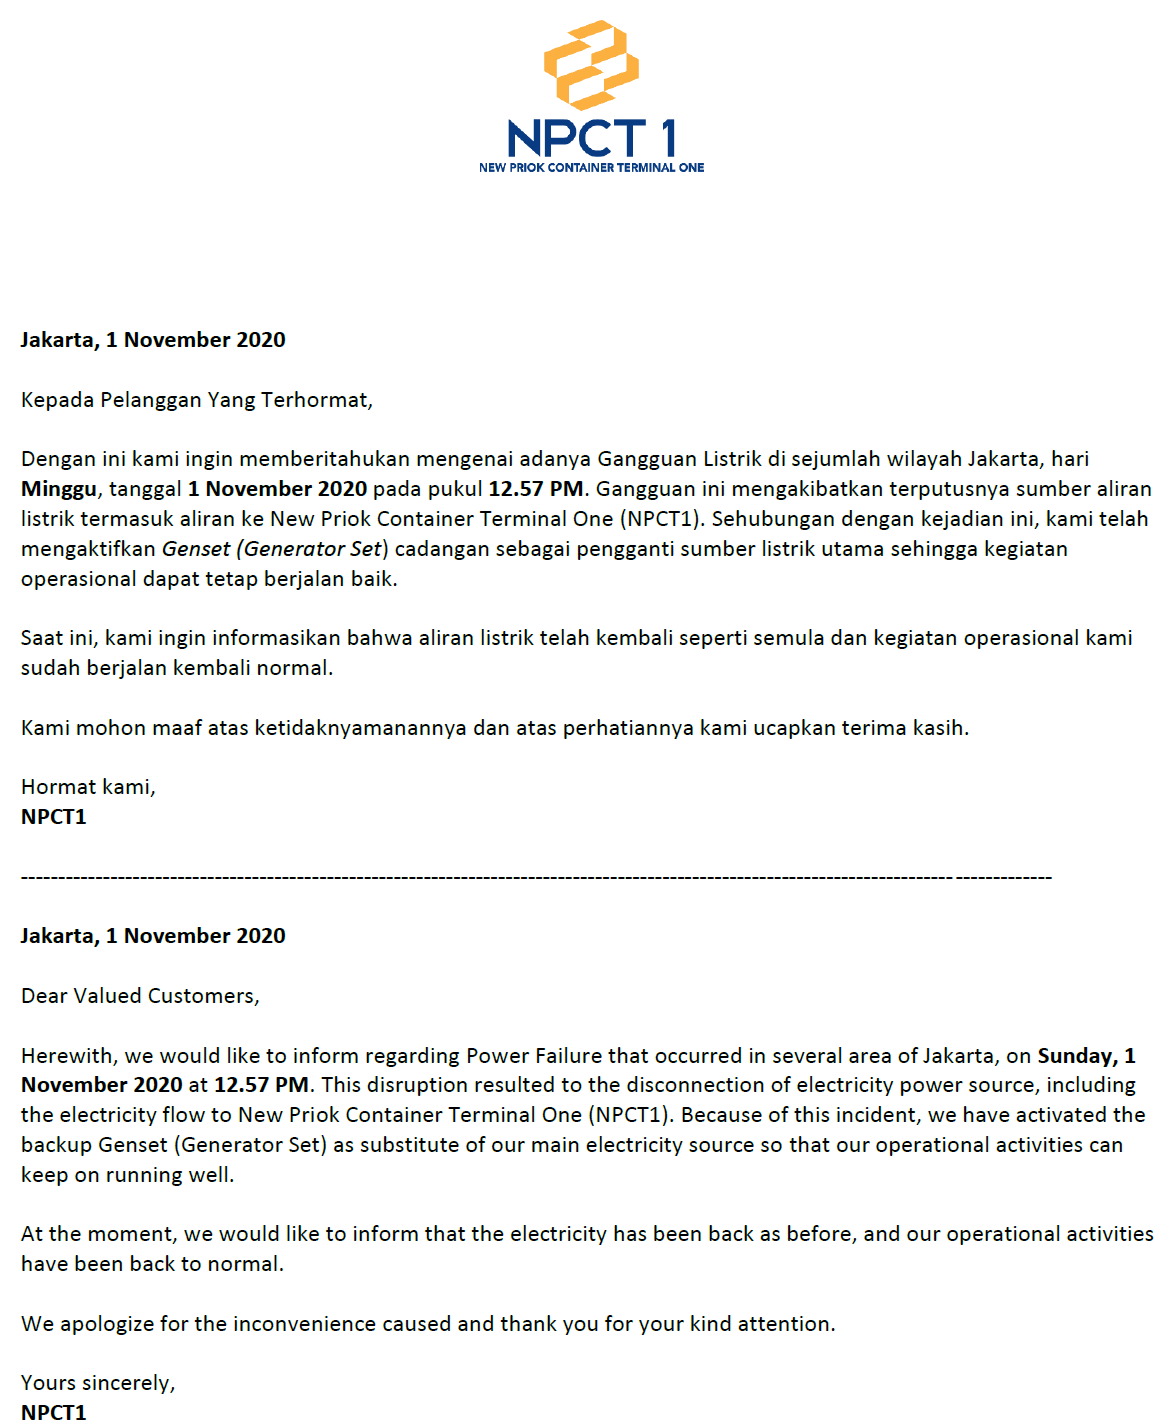 NPCT 1
NEW PRIOK CONTAINER TERMINAL ONE
Jakarta, 1 November 2020
Kepada Pelanggan Yang Terhormat,
Dengan ini kami ingin memberitahukan mengenai adanya Gangguan Listrik di sejumlah wilayah Jakarta, hari
Minggu, tanggal 1 November 2020 pada pukul 12.57 PM. Gangguan ini mengakibatkan terputusnya sumber aliran
listrik termasuk aliran ke New Priok Container Terminal One (NPCT1). Sehubungan dengan kejadian ini, kami telah
mengaktifkan Genset (Generator Set) cadangan sebagai pengganti sumber listrik utama sehingga kegiatan
operasional dapat tetap berjalan baik.
Saat ini, kami ingin informasikan bahwa aliran listrik telah kembali seperti semula dan kegiatan operasional kami
sudah berjalan kembali normal.
Kami mohon maaf atas ketidaknyamanannya dan atas perhatiannya kami ucapkan terima kasih.
Hormat kami,
NPCT1
-------------------------------------------------------------------------------------------------------------------------------------------
Jakarta, 1 November 2020
Dear Valued Customers,
Herewith, we would like to inform regarding Power Failure that occurred in several area of Jakarta, on Sunday, 1
November 2020 at 12.57 PM. This disruption resulted to the disconnection of electricity power source, including
the electricity flow to New Priok Container Terminal One (NPCT1). Because of this incident, we have activated the
backup Genset (Generator Set) as substitute of our main electricity source so that our operational activities can
keep on running well.
At the moment, we would like to inform that the electricity has been back as before, and our operational activities
have been back to normal.
We apologize for the inconvenience caused and thank you for your kind attention.
Yours sincerely,
NPCT1